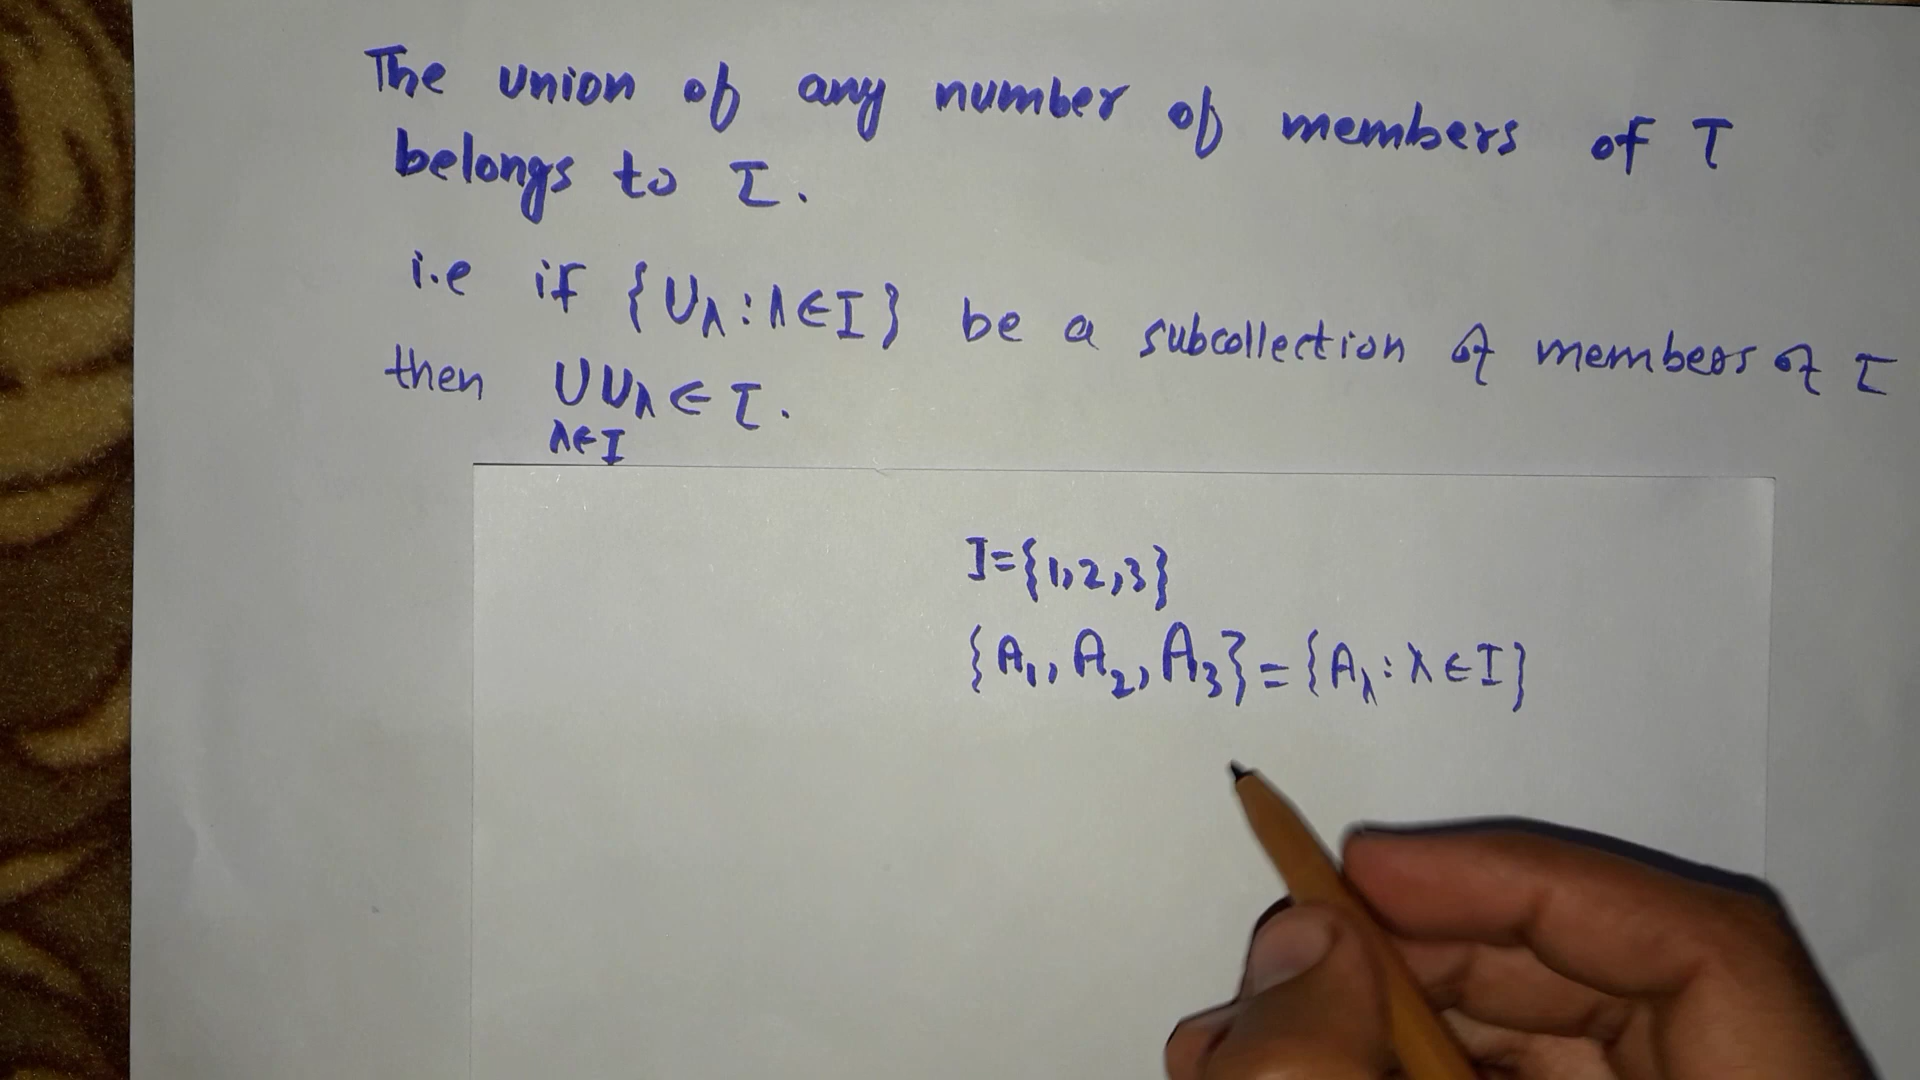 The union of any number of members of τ
belongs to τ.
i.e if {Uλ : λ∈I} be a subcollection of members of τ
then ∪Uλ ∈ τ.
λ∈I
I={1,2,3}
{A₁, A₂, A₃} = {Aλ : λ∈I}